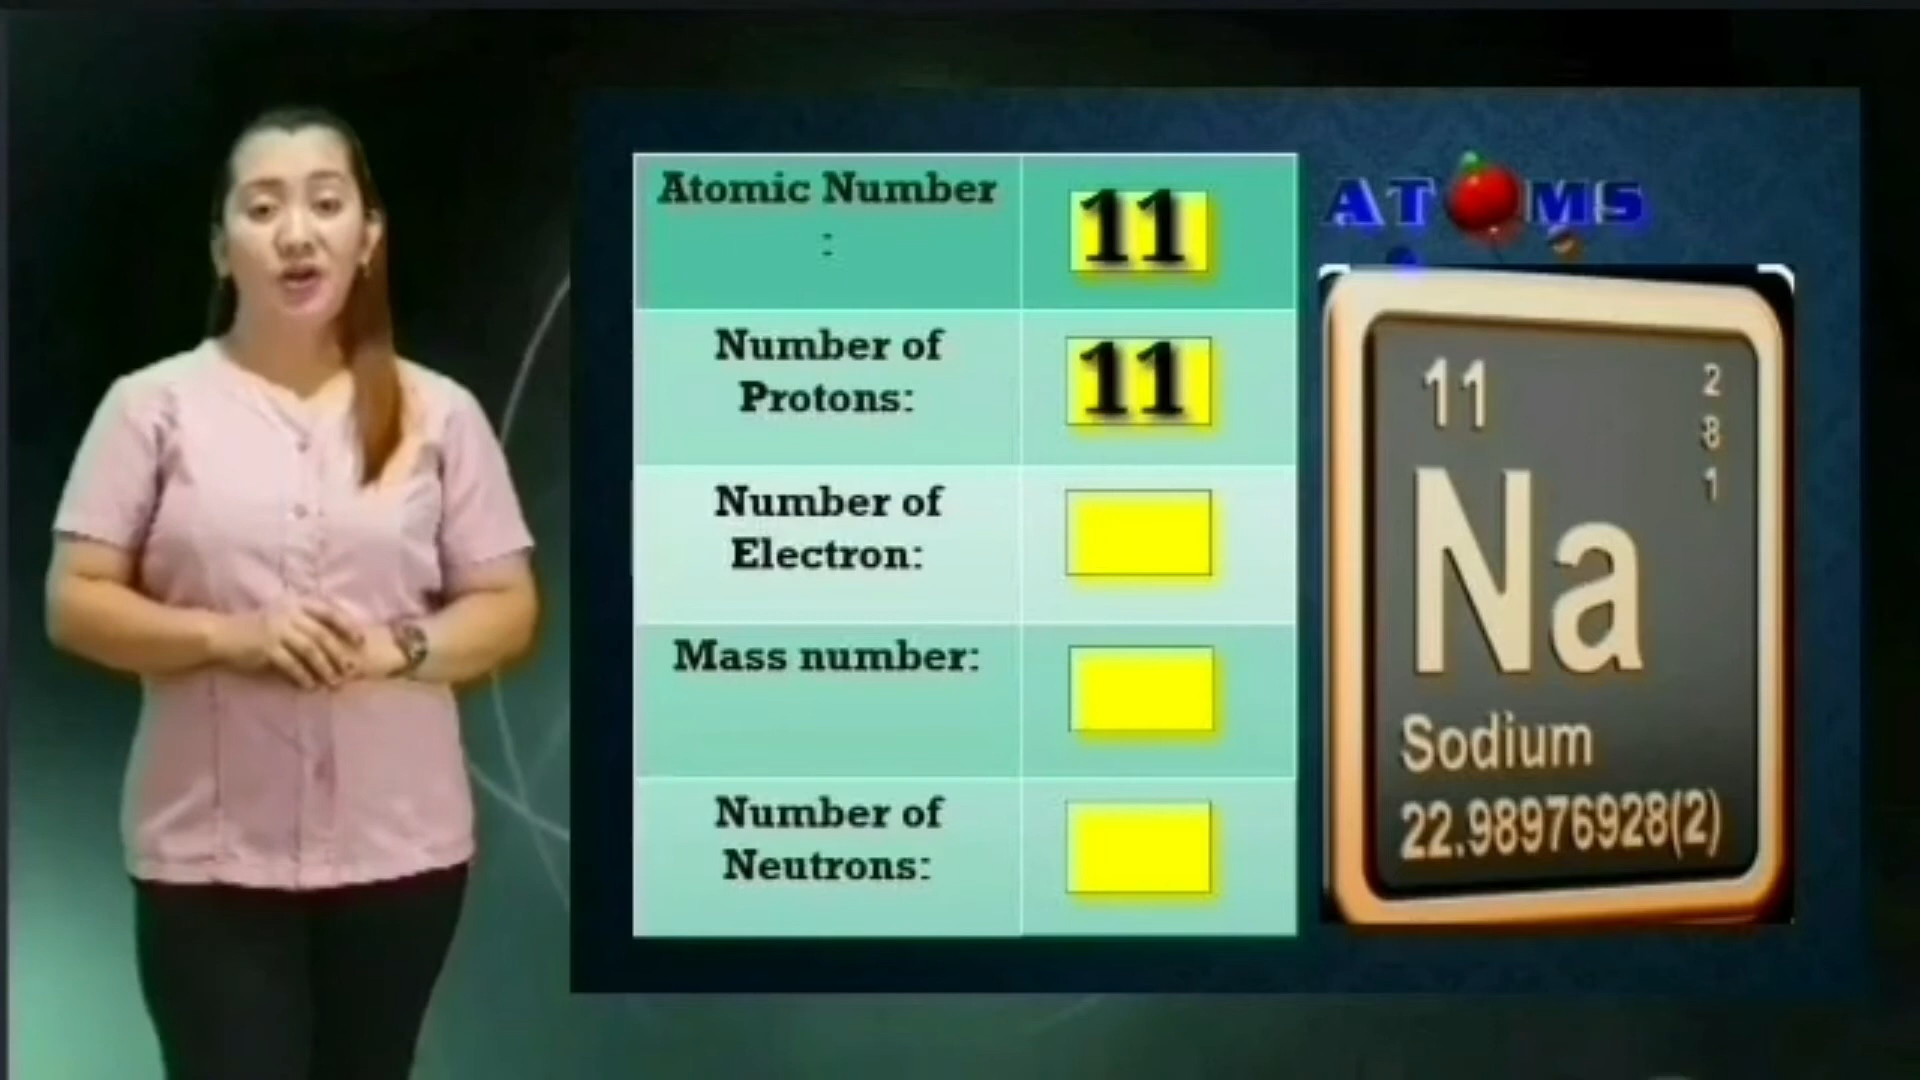 Atomic Number
:
11
Number of
Protons:
11
Number of
Electron:
Mass number:
Number of
Neutrons:
ATOMS
11
2
8
1
Na
Sodium
22.98976928(2)